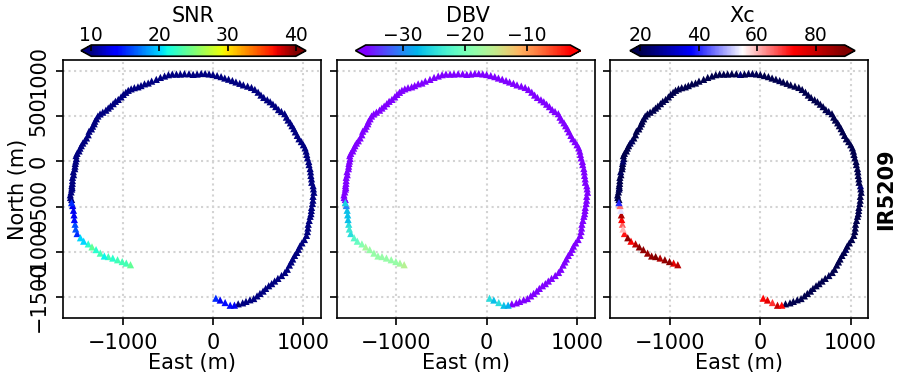 SNR
DBV
Xc
10 20 30 40
−30 −20 −10
20 40 60 80
1000
500
0
−500
−1000
−1500
North (m)
IR5209
−1000 0 1000
−1000 0 1000
−1000 0 1000
East (m)
East (m)
East (m)